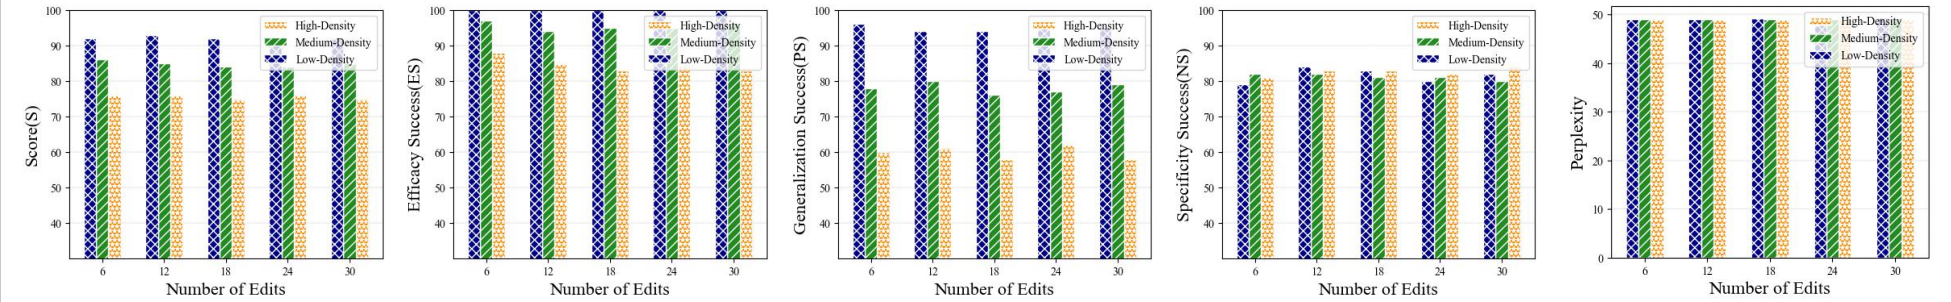 100
90
80
70
60
50
40
Score(S)
High-Density
Medium-Density
Low-Density
6 12 18 24 30
Number of Edits
100
90
80
70
60
50
40
Efficacy Success(ES)
High-Density
Medium-Density
Low-Density
6 12 18 24 30
Number of Edits
100
90
80
70
60
50
40
Generalization Success(PS)
High-Density
Medium-Density
Low-Density
6 12 18 24 30
Number of Edits
100
90
80
70
60
50
40
Specificity Success(NS)
High-Density
Medium-Density
Low-Density
6 12 18 24 30
Number of Edits
50
40
30
20
10
0
Perplexity
High-Density
Medium-Density
Low-Density
6 12 18 24 30
Number of Edits